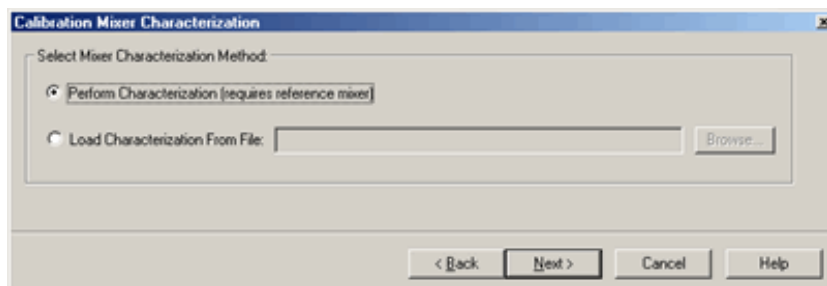 Calibration Mixer Characterization
Select Mixer Characterization Method:
Perform Characterization (requires reference mixer)
Load Characterization From File:
Browse...
< Back
Next >
Cancel
Help